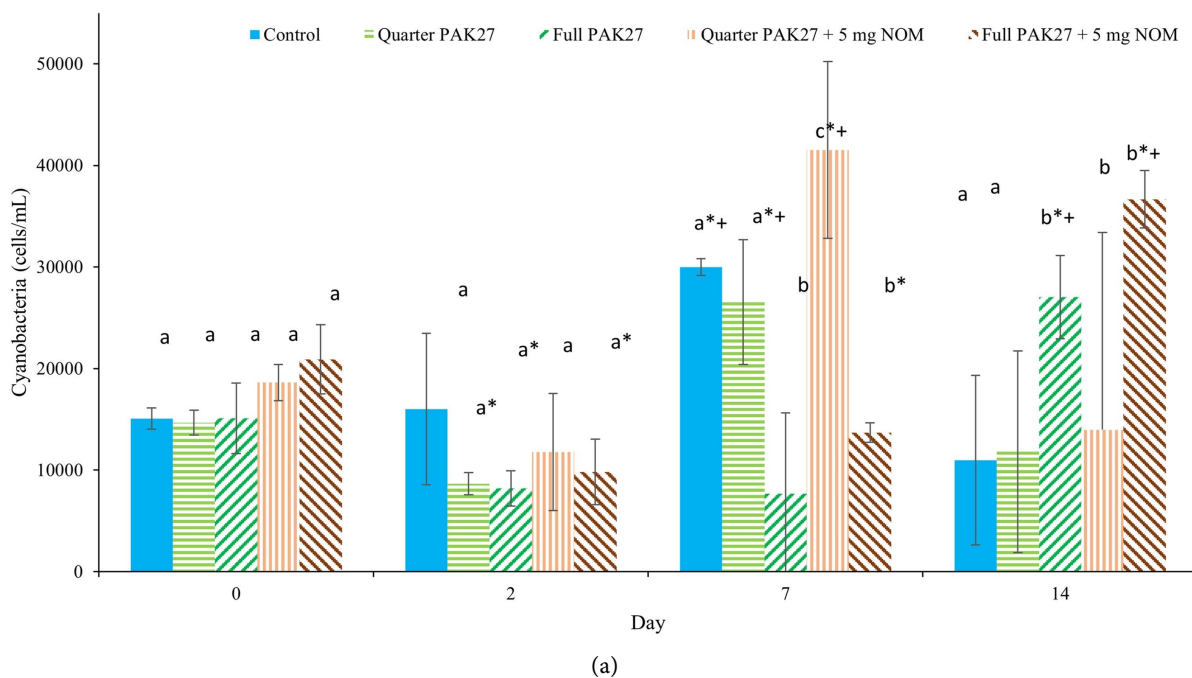 Control Quarter PAK27 Full PAK27 Quarter PAK27 + 5 mg NOM Full PAK27 + 5 mg NOM
Cyanobacteria (cells/mL)
50000
40000
30000
20000
10000
0
a a a a a
a a* a* a a*
a*+ a*+ b c*+ b*
a a b*+ b b*+
0 2 7 14
Day
(a)